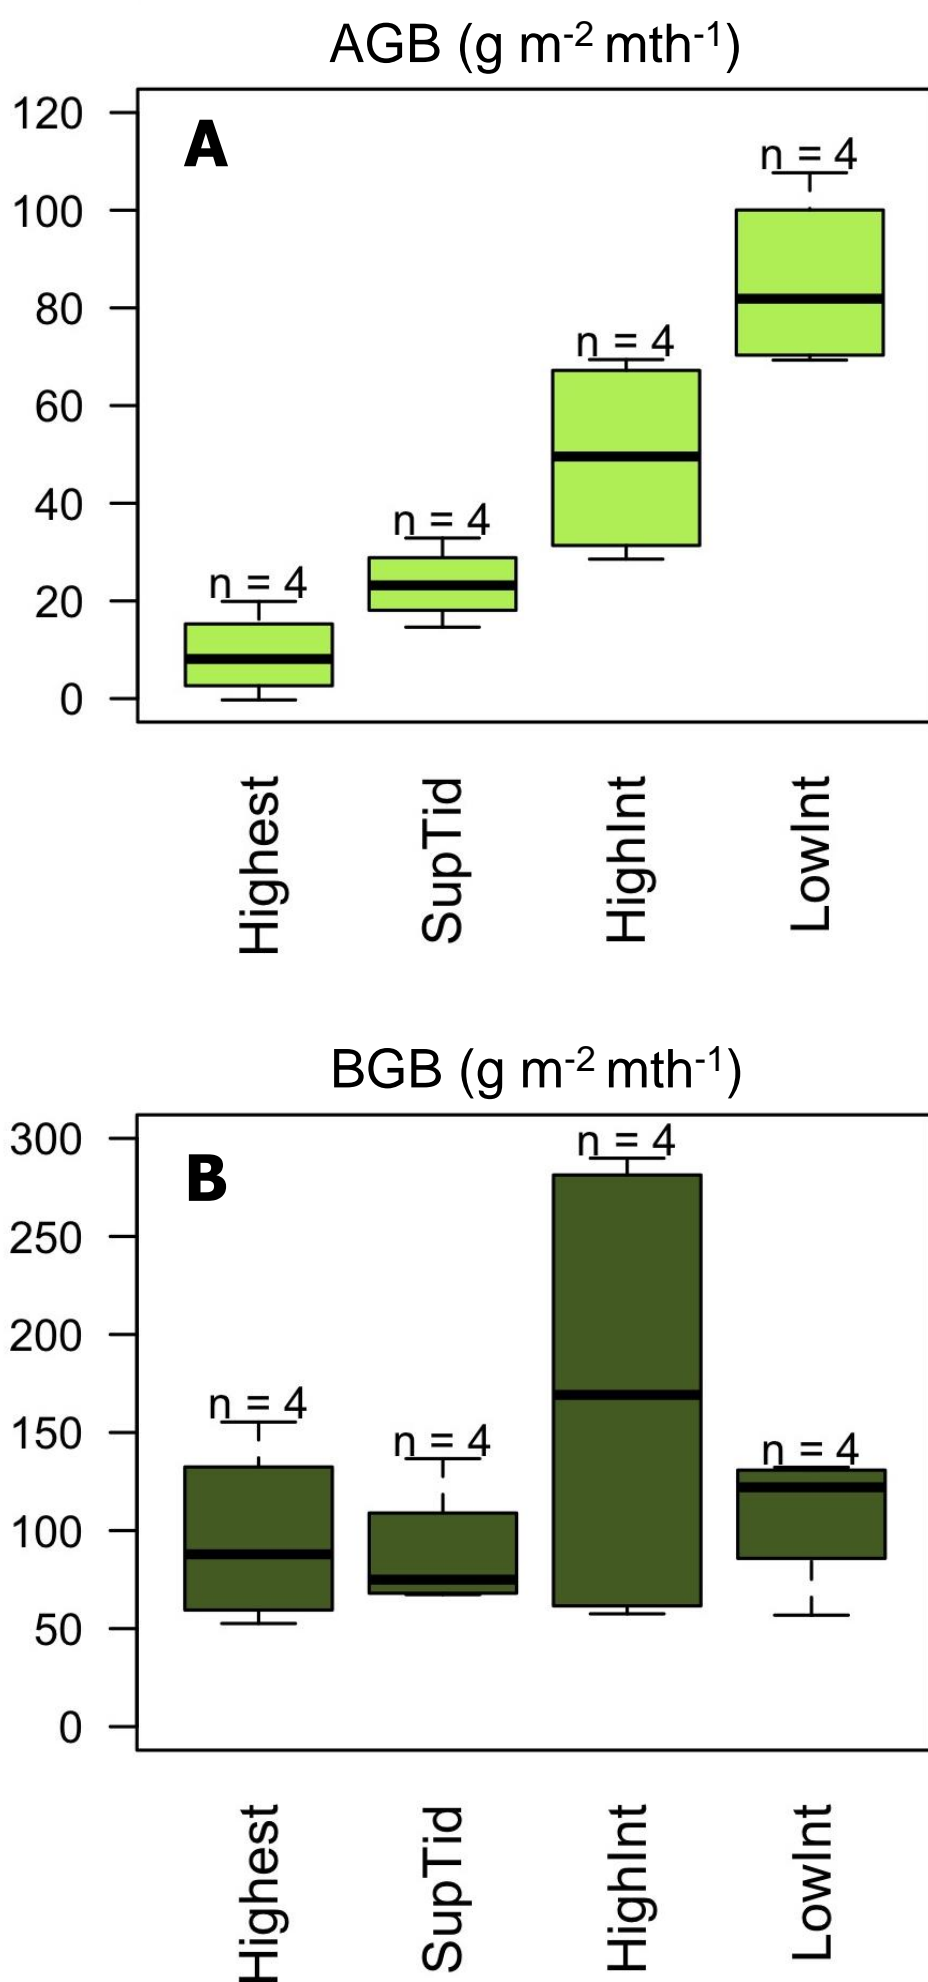 AGB (g m-2 mth-1)
120
A
n = 4
100
80
n = 4
60
40
n = 4
n = 4
20
0
Highest
SupTid
HighInt
LowInt
BGB (g m-2 mth-1)
300
n = 4
B
250
200
n = 4
150
n = 4
n = 4
100
50
0
Highest
SupTid
HighInt
LowInt